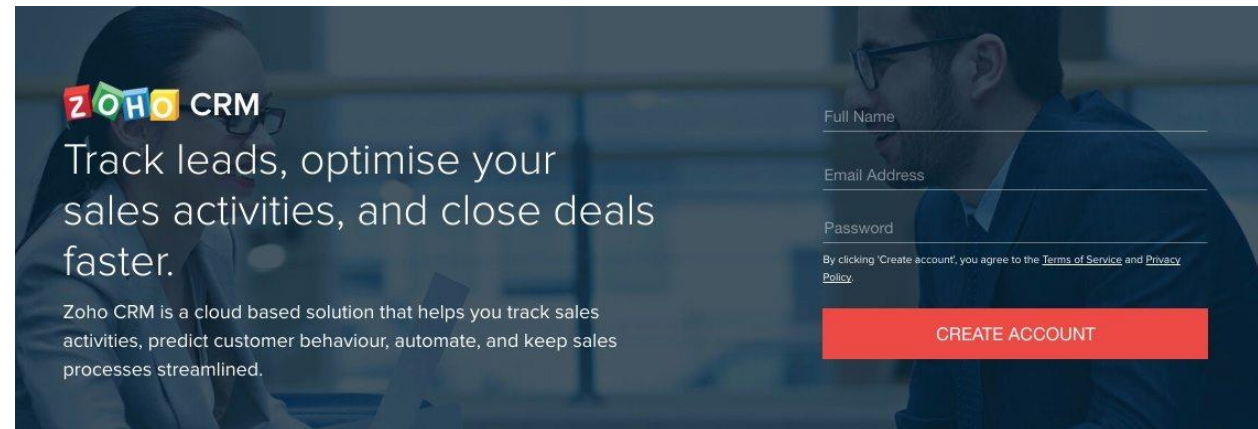 ZOHO CRM
Track leads, optimise your
sales activities, and close deals
faster.
Zoho CRM is a cloud based solution that helps you track sales
activities, predict customer behaviour, automate, and keep sales
processes streamlined.
Full Name
Email Address
Password
By clicking 'Create account', you agree to the Terms of Service and Privacy
Policy.
CREATE ACCOUNT